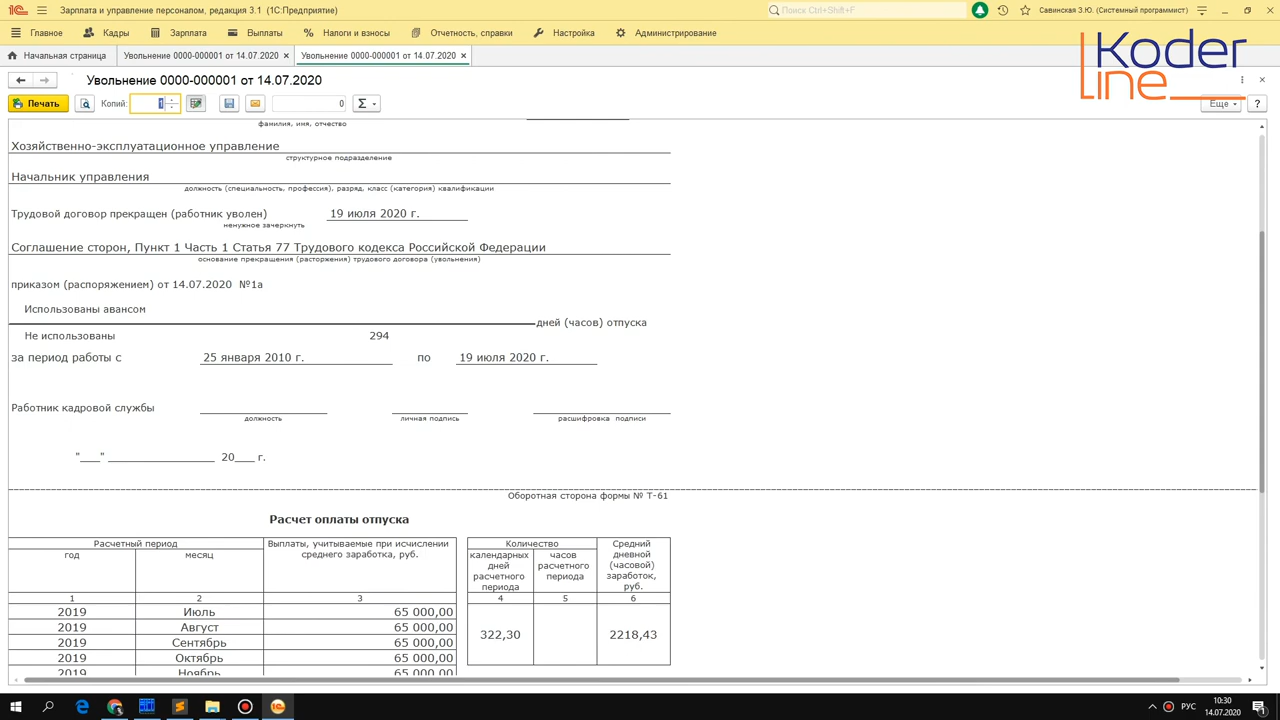 Зарплата и управление персоналом, редакция 3.1 (1С:Предприятие)
Поиск Ctrl+Shift+F
Савинская З.Ю. (Системный программист)
Главное
Кадры
Зарплата
Выплаты
Налоги и взносы
Отчетность, справки
Настройка
Администрирование
Начальная страница
Увольнение 0000-000001 от 14.07.2020 ×
Увольнение 0000-000001 от 14.07.2020 ×
Koder
line
Увольнение 0000-000001 от 14.07.2020
Печать
Копий:
1
0
Σ
Еще
?
фамилия, имя, отчество
Хозяйственно-эксплуатационное управление
структурное подразделение
Начальник управления
должность (специальность, профессия), разряд, класс (категория) квалификации
Трудовой договор прекращен (работник уволен) 19 июля 2020 г.
ненужное зачеркнуть
Соглашение сторон, Пункт 1 Часть 1 Статья 77 Трудового кодекса Российской Федерации
основание прекращения (расторжения) трудового договора (увольнения)
приказом (распоряжением) от 14.07.2020 №1а
Использованы авансом
дней (часов) отпуска
Не использованы 294
за период работы с 25 января 2010 г. по 19 июля 2020 г.
Работник кадровой службы
должность личная подпись расшифровка подписи
"___" ________________ 20___ г.
Оборотная сторона формы № Т-61
Расчет оплаты отпуска
Расчетный период
год
месяц
Выплаты, учитываемые при исчислении
среднего заработка, руб.
Количество
календарных
дней
расчетного
периода
часов
расчетного
периода
Средний
дневной
(часовой)
заработок,
руб.
1 2 3 4 5 6
2019 Июль 65 000,00
2019 Август 65 000,00
322,30 2218,43
2019 Сентябрь 65 000,00
2019 Октябрь 65 000,00
2019 Ноябрь 65 000,00
РУС
10:30
14.07.2020
1